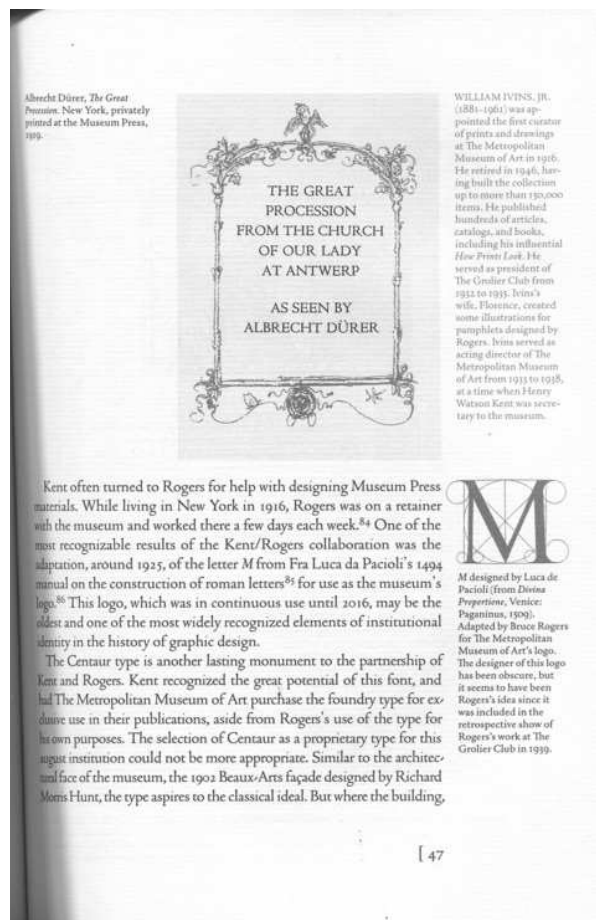 Albrecht Dürer, The Great
Procession. New York, privately
printed at the Museum Press,
1919.
THE GREAT
PROCESSION
FROM THE CHURCH
OF OUR LADY
AT ANTWERP
AS SEEN BY
ALBRECHT DÜRER
WILLIAM IVINS, JR.
(1881–1961) was ap-
pointed the first curator
of prints and drawings
at The Metropolitan
Museum of Art in 1916.
He retired in 1946, hav-
ing built the collection
up to more than 150,000
items. He published
hundreds of articles,
catalogs, and books,
including his influential
How Prints Look. He
served as president of
The Grolier Club from
1932 to 1935. Ivins's
wife, Florence, created
some illustrations for
pamphlets designed by
Rogers. Ivins served as
acting director of The
Metropolitan Museum
of Art from 1933 to 1938,
at a time when Henry
Watson Kent was secre-
tary to the museum.
Kent often turned to Rogers for help with designing Museum Press
materials. While living in New York in 1916, Rogers was on a retainer
with the museum and worked there a few days each week.84 One of the
most recognizable results of the Kent/Rogers collaboration was the
adaptation, around 1925, of the letter M from Fra Luca da Pacioli's 1494
manual on the construction of roman letters85 for use as the museum's
logo.86 This logo, which was in continuous use until 2016, may be the
oldest and one of the most widely recognized elements of institutional
identity in the history of graphic design.
The Centaur type is another lasting monument to the partnership of
Kent and Rogers. Kent recognized the great potential of this font, and
had The Metropolitan Museum of Art purchase the foundry type for ex-
clusive use in their publications, aside from Rogers's use of the type for
his own purposes. The selection of Centaur as a proprietary type for this
august institution could not be more appropriate. Similar to the architec-
tural face of the museum, the 1902 Beaux-Arts façade designed by Richard
Morris Hunt, the type aspires to the classical ideal. But where the building,
M
M designed by Luca de
Pacioli (from Divina
Proportione, Venice:
Paganinus, 1509).
Adapted by Bruce Rogers
for The Metropolitan
Museum of Art's logo.
The designer of this logo
has been obscure, but
it seems to have been
Rogers's idea since it
was included in the
retrospective show of
Rogers's work at The
Grolier Club in 1939.
[ 47